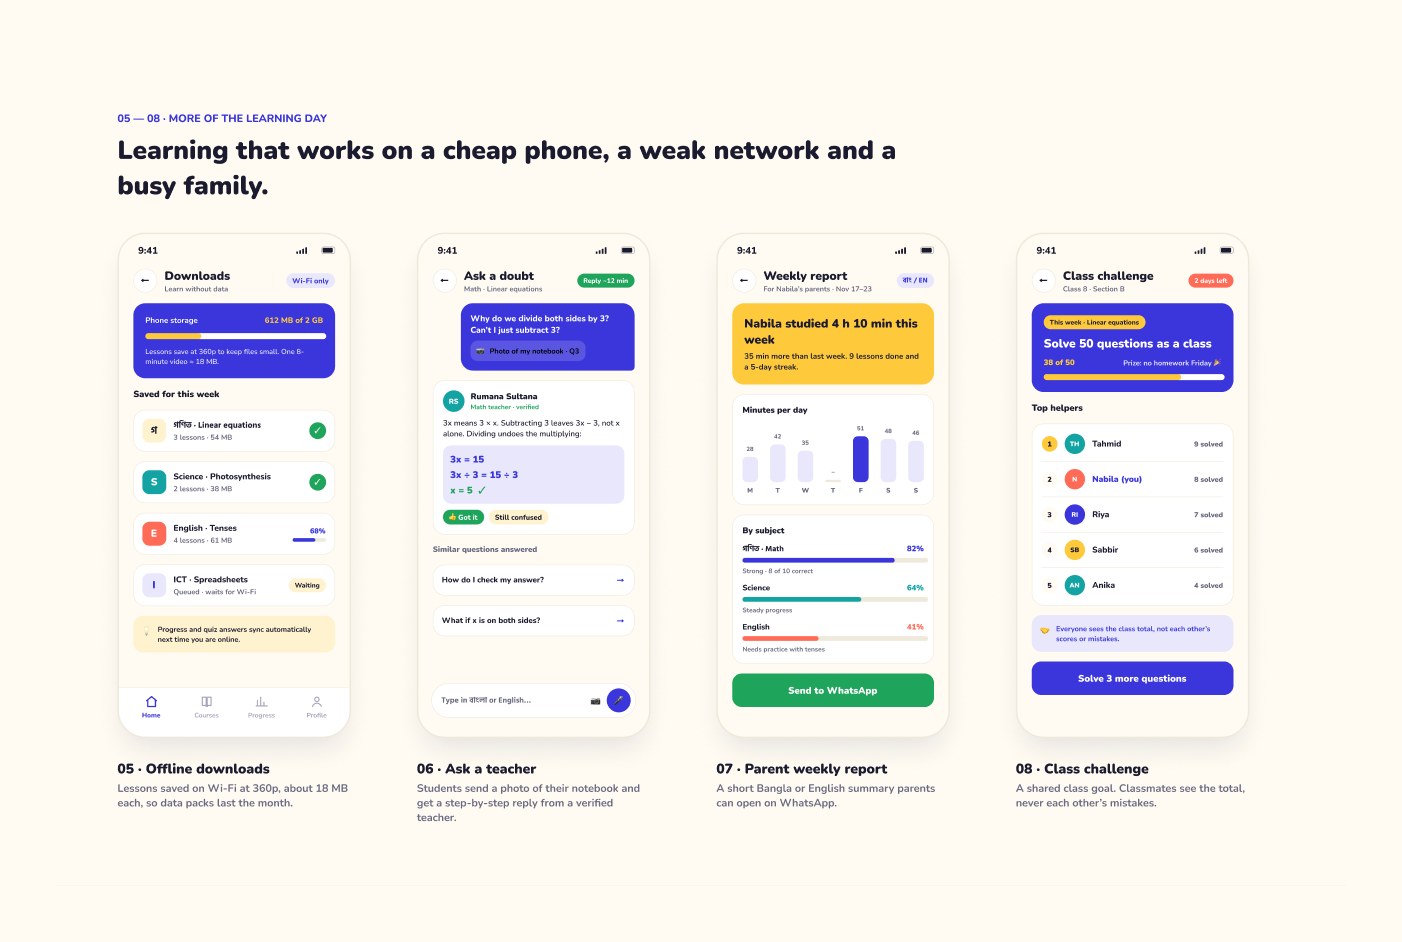 05 — 08 · MORE OF THE LEARNING DAY
Learning that works on a cheap phone, a weak network and a
busy family.
9:41
← Downloads
Learn without data
Wi-Fi only
Phone storage 612 MB of 2 GB
Lessons save at 360p to keep files small. One 8-
minute video ≈ 18 MB.
Saved for this week
গ
গণিত · Linear equations
3 lessons · 54 MB
✓
S
Science · Photosynthesis
2 lessons · 38 MB
✓
E
English · Tenses
4 lessons · 61 MB
68%
I
ICT · Spreadsheets
Queued · waits for Wi-Fi
Waiting
💡 Progress and quiz answers sync automatically
next time you are online.
Home Courses Progress Profile
05 · Offline downloads
Lessons saved on Wi-Fi at 360p, about 18 MB
each, so data packs last the month.
9:41
← Ask a doubt
Math · Linear equations
Reply ~12 min
Why do we divide both sides by 3?
Can't I just subtract 3?
📷 Photo of my notebook · Q3
RS
Rumana Sultana
Math teacher · verified
3x means 3 × x. Subtracting 3 leaves 3x − 3, not x
alone. Dividing undoes the multiplying:
3x = 15
3x ÷ 3 = 15 ÷ 3
x = 5 ✓
👍 Got it Still confused
Similar questions answered
How do I check my answer? →
What if x is on both sides? →
Type in বাংলা or English...
06 · Ask a teacher
Students send a photo of their notebook and
get a step-by-step reply from a verified
teacher.
9:41
← Weekly report
For Nabila's parents · Nov 17–23
বাং / EN
Nabila studied 4 h 10 min this
week
35 min more than last week. 9 lessons done and
a 5-day streak.
Minutes per day
28 42 35 – 51 48 46
M T W T F S S
By subject
গণিত · Math 82%
Strong · 8 of 10 correct
Science 64%
Steady progress
English 41%
Needs practice with tenses
Send to WhatsApp
07 · Parent weekly report
A short Bangla or English summary parents
can open on WhatsApp.
9:41
← Class challenge
Class 8 · Section B
2 days left
This week · Linear equations
Solve 50 questions as a class
38 of 50 Prize: no homework Friday 🎉
Top helpers
1 TH Tahmid 9 solved
2 N Nabila (you) 8 solved
3 RI Riya 7 solved
4 SB Sabbir 6 solved
5 AN Anika 4 solved
🤝 Everyone sees the class total, not each other's
scores or mistakes.
Solve 3 more questions
08 · Class challenge
A shared class goal. Classmates see the total,
never each other's mistakes.